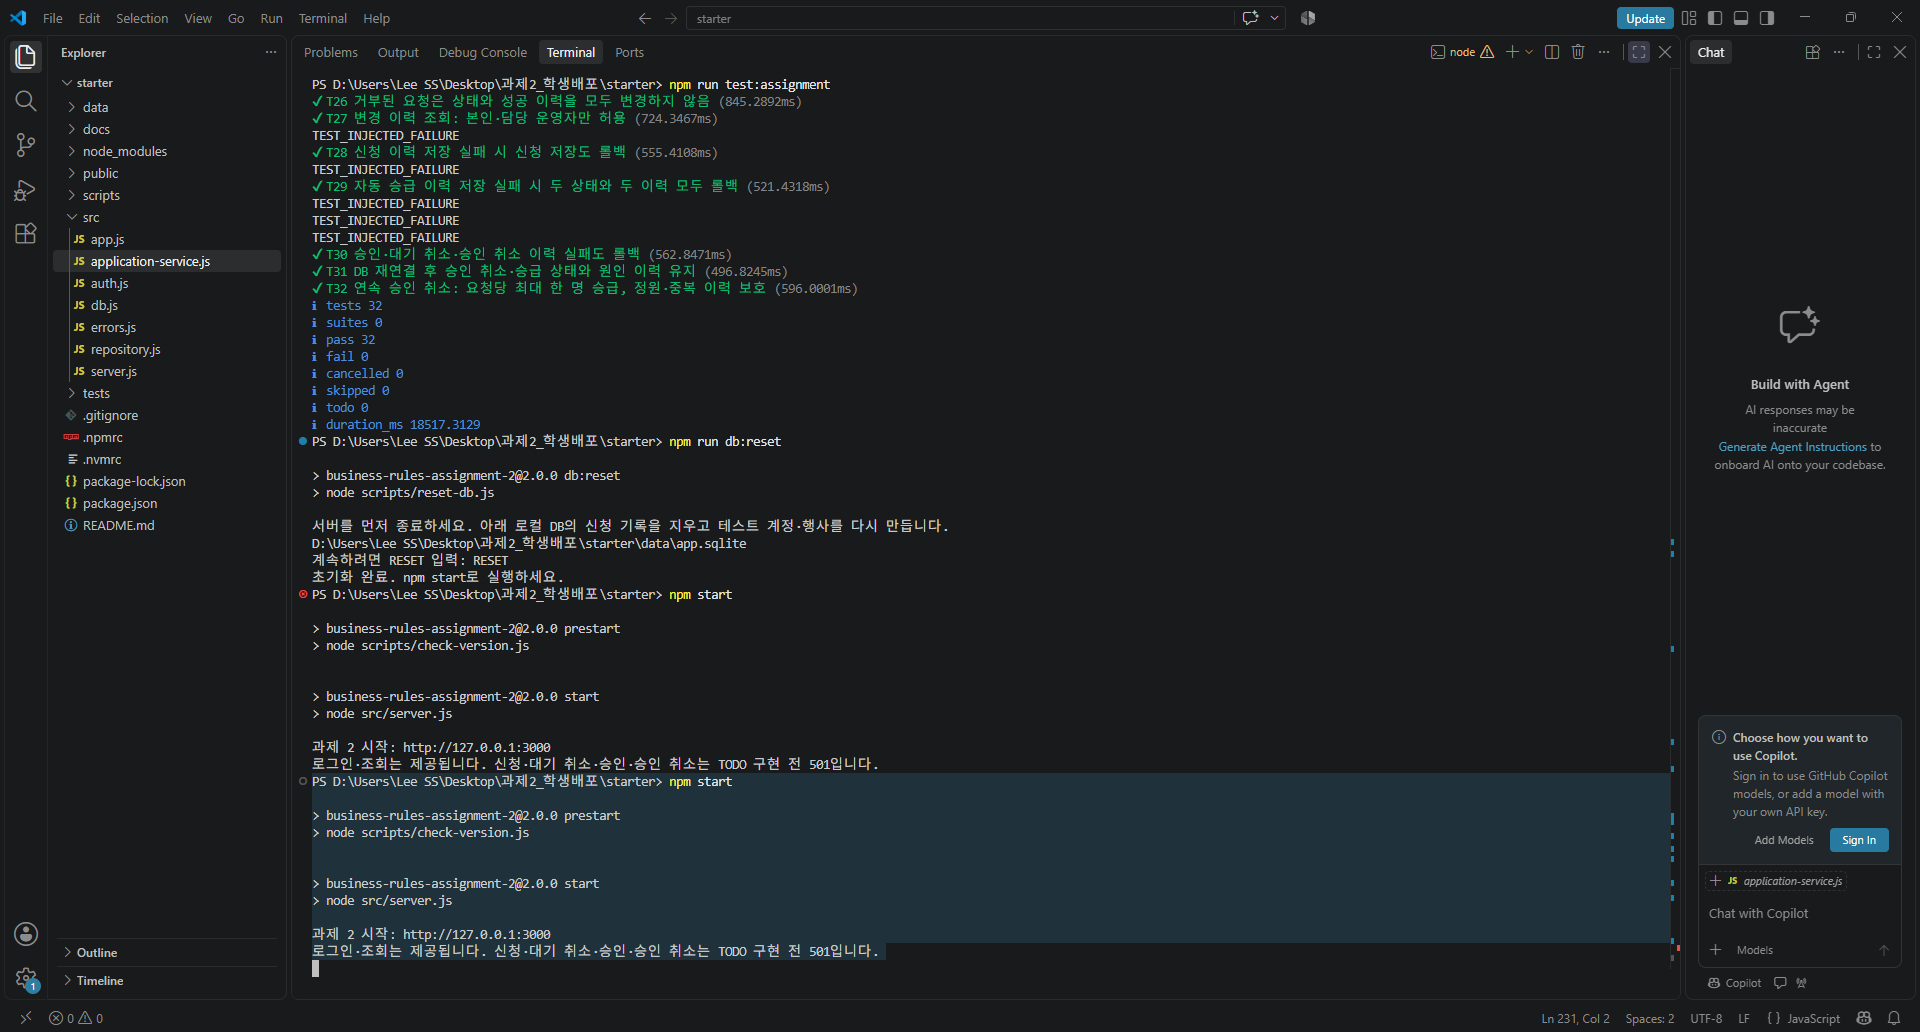 File Edit Selection View Go Run Terminal Help
starter
Update
Explorer
starter
data
docs
node_modules
public
scripts
src
JS app.js
JS application-service.js
JS auth.js
JS db.js
JS errors.js
JS repository.js
JS server.js
tests
.gitignore
.npmrc
.nvmrc
{} package-lock.json
{} package.json
README.md
Outline
Timeline
1
Problems Output Debug Console Terminal Ports
node
PS D:\Users\Lee SS\Desktop\과제2_학생배포\starter> npm run test:assignment
✔ T26 거부된 요청은 상태와 성공 이력을 모두 변경하지 않음 (845.2892ms)
✔ T27 변경 이력 조회: 본인·담당 운영자만 허용 (724.3467ms)
TEST_INJECTED_FAILURE
✔ T28 신청 이력 저장 실패 시 신청 저장도 롤백 (555.4108ms)
TEST_INJECTED_FAILURE
✔ T29 자동 승급 이력 저장 실패 시 두 상태와 두 이력 모두 롤백 (521.4318ms)
TEST_INJECTED_FAILURE
TEST_INJECTED_FAILURE
TEST_INJECTED_FAILURE
✔ T30 승인·대기 취소·승인 취소 이력 실패도 롤백 (562.8471ms)
✔ T31 DB 재연결 후 승인 취소·승급 상태와 원인 이력 유지 (496.8245ms)
✔ T32 연속 승인 취소: 요청당 최대 한 명 승급, 정원·중복 이력 보호 (596.0001ms)
ℹ tests 32
ℹ suites 0
ℹ pass 32
ℹ fail 0
ℹ cancelled 0
ℹ skipped 0
ℹ todo 0
ℹ duration_ms 18517.3129
PS D:\Users\Lee SS\Desktop\과제2_학생배포\starter> npm run db:reset
> business-rules-assignment-2@2.0.0 db:reset
> node scripts/reset-db.js
서버를 먼저 종료하세요. 아래 로컬 DB의 신청 기록을 지우고 테스트 계정·행사를 다시 만듭니다.
D:\Users\Lee SS\Desktop\과제2_학생배포\starter\data\app.sqlite
계속하려면 RESET 입력: RESET
초기화 완료. npm start로 실행하세요.
PS D:\Users\Lee SS\Desktop\과제2_학생배포\starter> npm start
> business-rules-assignment-2@2.0.0 prestart
> node scripts/check-version.js
> business-rules-assignment-2@2.0.0 start
> node src/server.js
과제 2 시작: http://127.0.0.1:3000
로그인·조회는 제공됩니다. 신청·대기 취소·승인·승인 취소는 TODO 구현 전 501입니다.
PS D:\Users\Lee SS\Desktop\과제2_학생배포\starter> npm start
> business-rules-assignment-2@2.0.0 prestart
> node scripts/check-version.js
> business-rules-assignment-2@2.0.0 start
> node src/server.js
과제 2 시작: http://127.0.0.1:3000
로그인·조회는 제공됩니다. 신청·대기 취소·승인·승인 취소는 TODO 구현 전 501입니다.
Chat
Build with Agent
AI responses may be
inaccurate
Generate Agent Instructions to
onboard AI onto your codebase.
Choose how you want to
use Copilot.
Sign in to use GitHub Copilot
models, or add a model with
your own API key.
Add Models Sign In
JS application-service.js
Chat with Copilot
Models
Copilot
0 0
Ln 231, Col 2 Spaces: 2 UTF-8 LF {} JavaScript